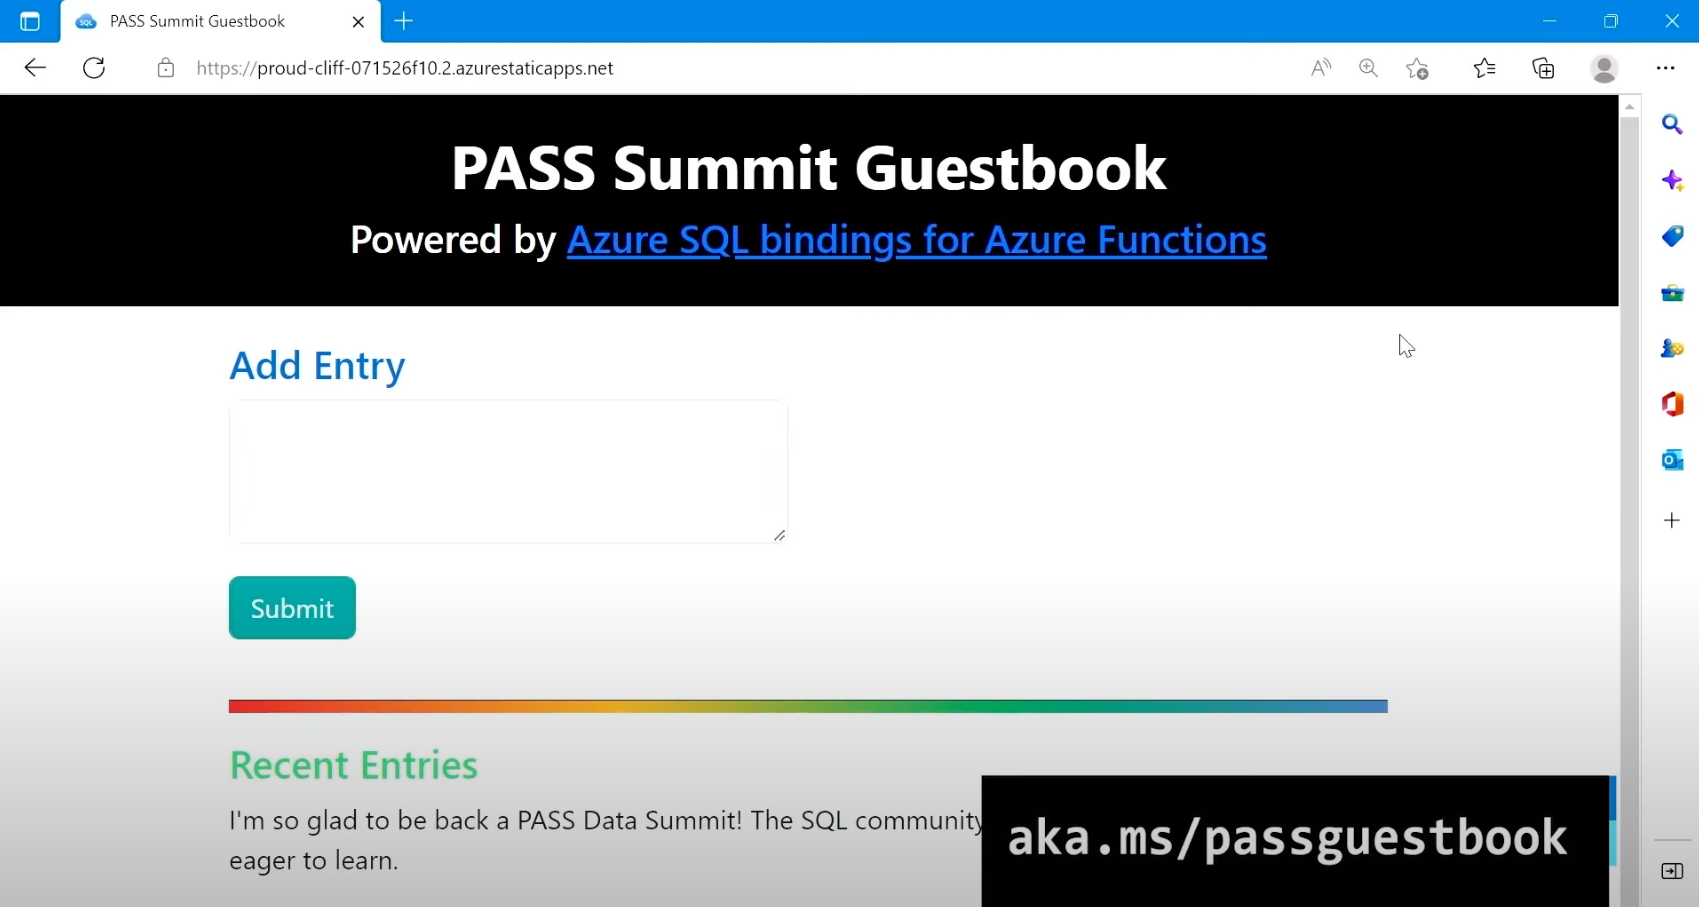 PASS Summit Guestbook
https://proud-cliff-071526f10.2.azurestaticapps.net
PASS Summit Guestbook
Powered by Azure SQL bindings for Azure Functions
Add Entry
Submit
Recent Entries
I'm so glad to be back a PASS Data Summit! The SQL community
eager to learn.
aka.ms/passguestbook